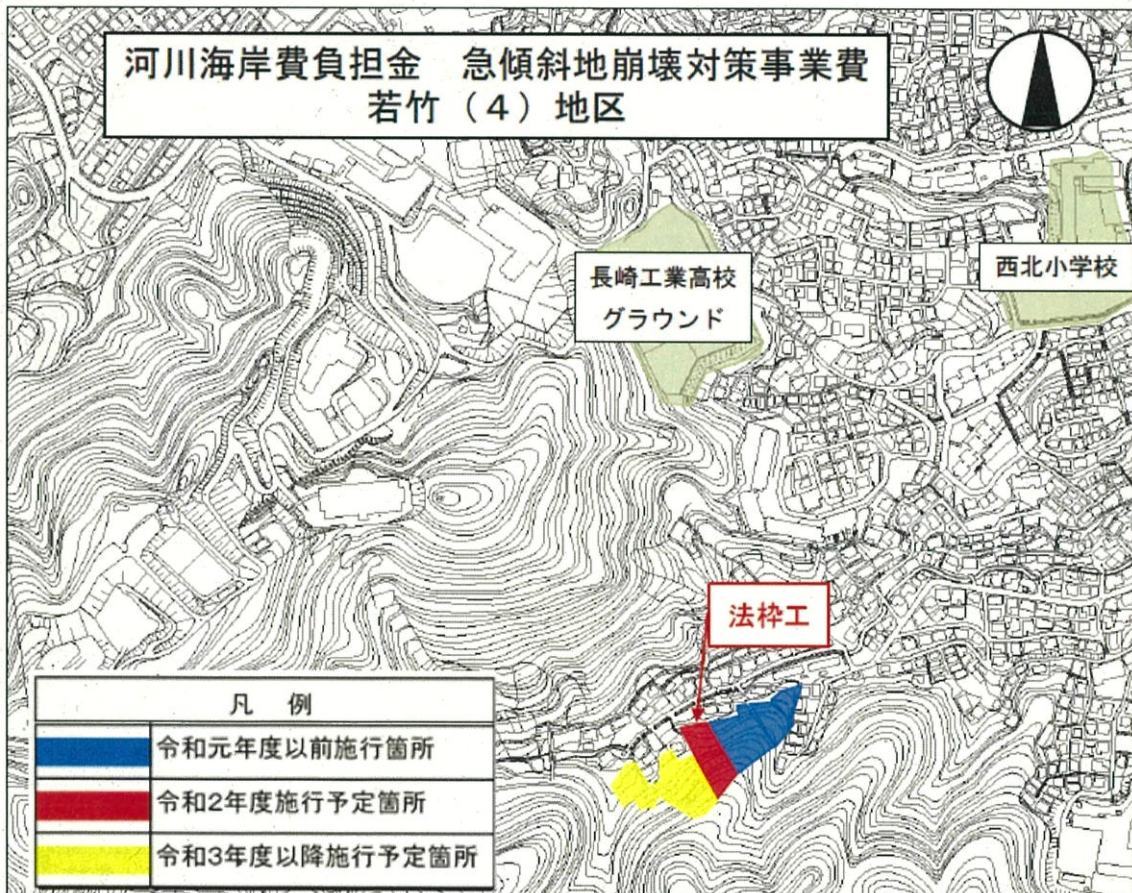 河川海岸費負担金　急傾斜地崩壊対策事業費
若竹（4）地区
長崎工業高校
グラウンド
西北小学校
法枠工
凡　例
令和元年度以前施行箇所
令和2年度施行予定箇所
令和3年度以降施行予定箇所